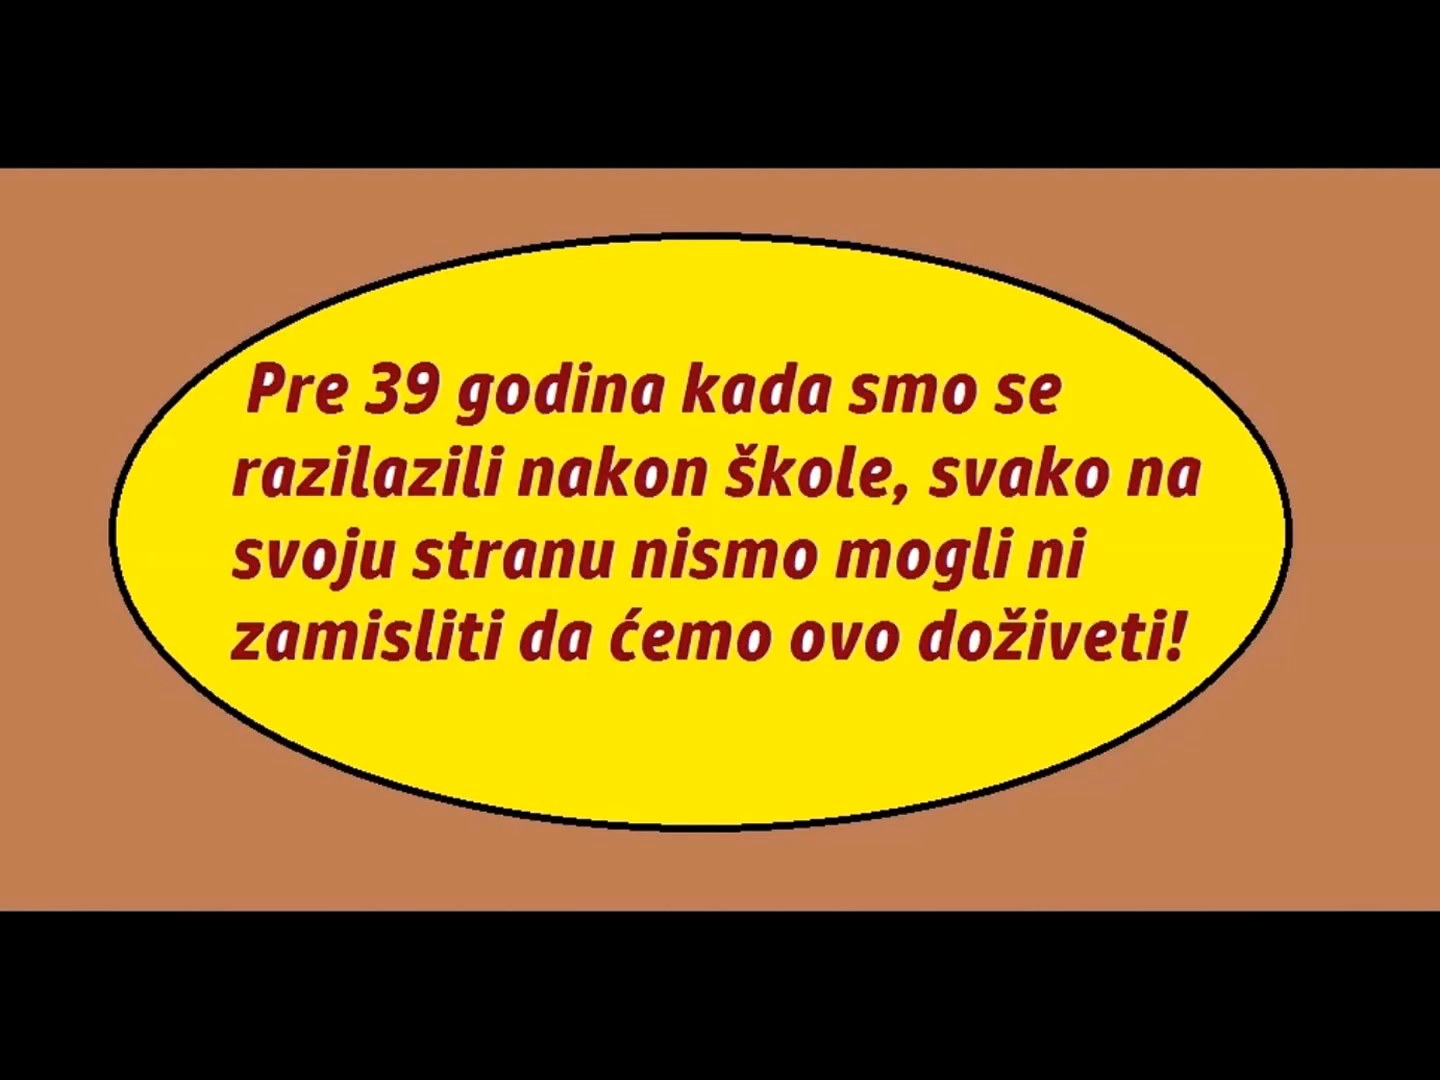 Pre 39 godina kada smo se
razilazili nakon škole, svako na
svoju stranu nismo mogli ni
zamisliti da ćemo ovo doživeti!